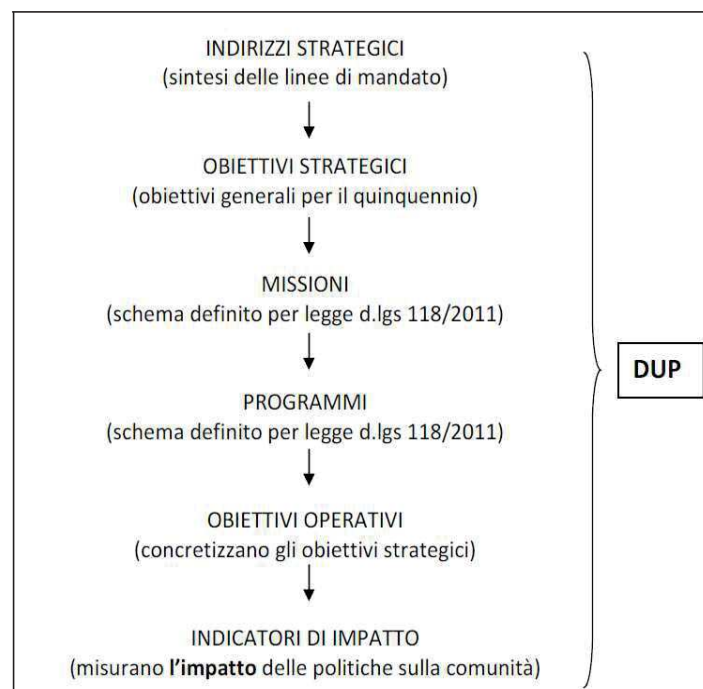 INDIRIZZI STRATEGICI
(sintesi delle linee di mandato)
OBIETTIVI STRATEGICI
(obiettivi generali per il quinquennio)
MISSIONI
(schema definito per legge d.lgs 118/2011)
PROGRAMMI
(schema definito per legge d.lgs 118/2011)
OBIETTIVI OPERATIVI
(concretizzano gli obiettivi strategici)
INDICATORI DI IMPATTO
(misurano l'impatto delle politiche sulla comunità)
DUP